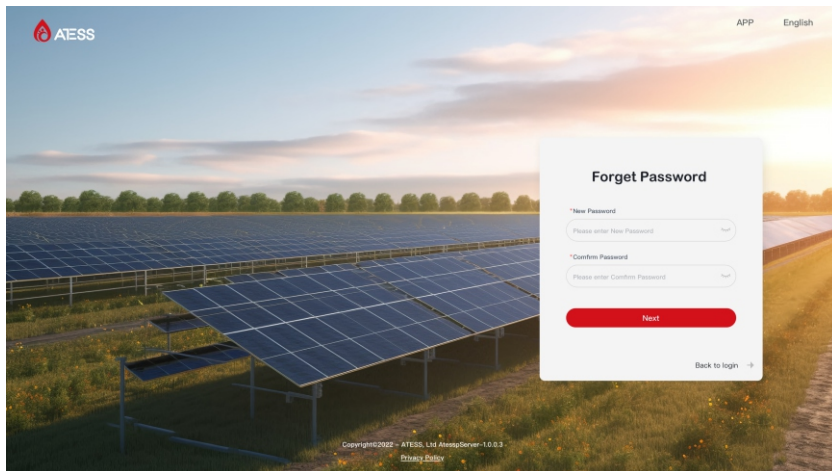 ATESS
APP English
Forget Password
*New Password
Please enter New Password
*Comfirm Password
Please enter Comfirm Password
Next
Back to login →
Copyright©2022 - ATESS, Ltd AtesspServer-1.0.0.3
Privacy Policy